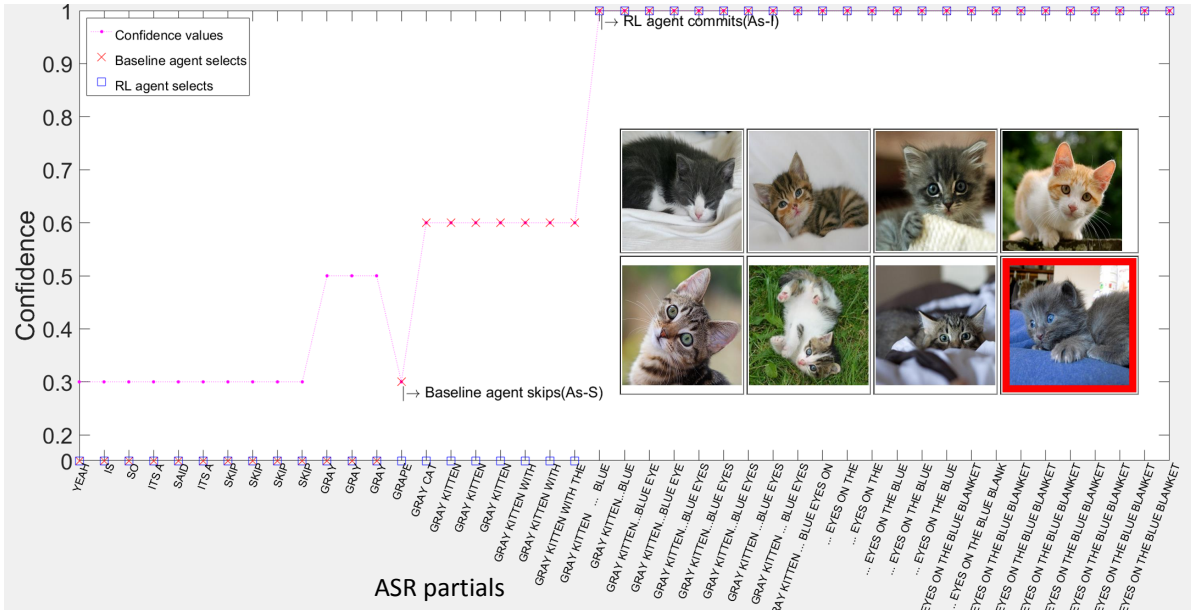 1
0.9
0.8
0.7
0.6
0.5
0.4
0.3
0.2
0
Confidence
Confidence values
Baseline agent selects
RL agent selects
RL agent commits(As-I)
Baseline agent skips(As-S)
YEAH
IS
SO
ITS A
SAID
ITS A
SKIP
SKIP
SKIP
SKIP
GRAY
GRAY
GRAY
GRAPE
GRAY CAT
GRAY KITTEN
GRAY KITTEN
GRAY KITTEN
GRAY KITTEN WITH
GRAY KITTEN WITH
GRAY KITTEN WITH THE
GRAY KITTEN ... BLUE
GRAY KITTEN...BLUE
GRAY KITTEN...BLUE EYE
GRAY KITTEN...BLUE EYE
GRAY KITTEN...BLUE EYES
GRAY KITTEN...BLUE EYES
GRAY KITTEN...BLUE EYES
GRAY KITTEN ...BLUE EYES
GRAY KITTEN ... BLUE EYES
KITTEN ... BLUE EYES ON
... EYES ON THE
... EYES ON THE
... EYES ON THE BLUE
... EYES ON THE BLUE
... EYES ON THE BLUE
EYES ON THE BLUE BLANKET
... EYES ON THE BLUE BLANK
EYES ON THE BLUE BLANKET
EYES ON THE BLUE BLANKET
EYES ON THE BLUE BLANKET
EYES ON THE BLUE BLANKET
EYES ON THE BLUE BLANKET
EYES ON THE BLUE BLANKET
ASR partials